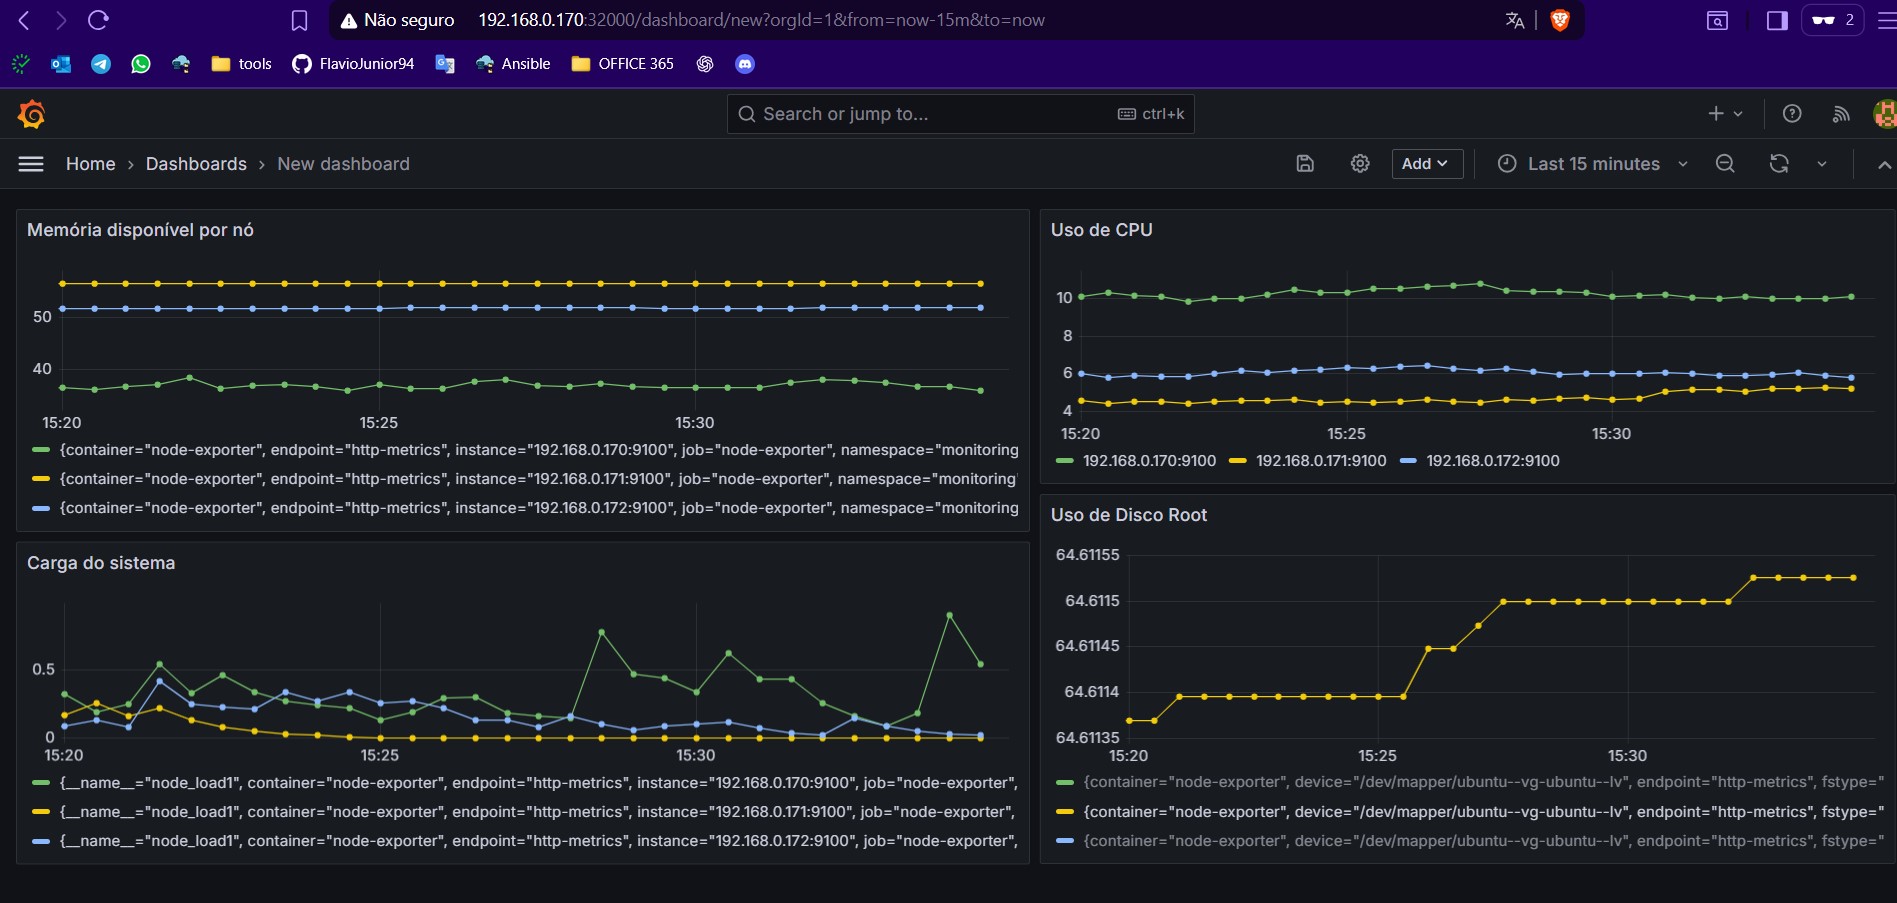 Não seguro 192.168.0.170:32000/dashboard/new?orgId=1&from=now-15m&to=now
2
tools FlavioJunior94 Ansible OFFICE 365
Search or jump to... ctrl+k
Home › Dashboards › New dashboard
Add Last 15 minutes
Memória disponível por nó
50
40
15:20 15:25 15:30
{container="node-exporter", endpoint="http-metrics", instance="192.168.0.170:9100", job="node-exporter", namespace="monitoring
{container="node-exporter", endpoint="http-metrics", instance="192.168.0.171:9100", job="node-exporter", namespace="monitoring"
{container="node-exporter", endpoint="http-metrics", instance="192.168.0.172:9100", job="node-exporter", namespace="monitoring
Uso de CPU
10
8
6
4
15:20 15:25 15:30
192.168.0.170:9100 192.168.0.171:9100 192.168.0.172:9100
Carga do sistema
0.5
0
15:20 15:25 15:30
{__name__="node_load1", container="node-exporter", endpoint="http-metrics", instance="192.168.0.170:9100", job="node-exporter",
{__name__="node_load1", container="node-exporter", endpoint="http-metrics", instance="192.168.0.171:9100", job="node-exporter",
{__name__="node_load1", container="node-exporter", endpoint="http-metrics", instance="192.168.0.172:9100", job="node-exporter",
Uso de Disco Root
64.61155
64.6115
64.61145
64.6114
64.61135
15:20 15:25 15:30
{container="node-exporter", device="/dev/mapper/ubuntu--vg-ubuntu--lv", endpoint="http-metrics", fstype="
{container="node-exporter", device="/dev/mapper/ubuntu--vg-ubuntu--lv", endpoint="http-metrics", fstype="
{container="node-exporter", device="/dev/mapper/ubuntu--vg-ubuntu--lv", endpoint="http-metrics", fstype="